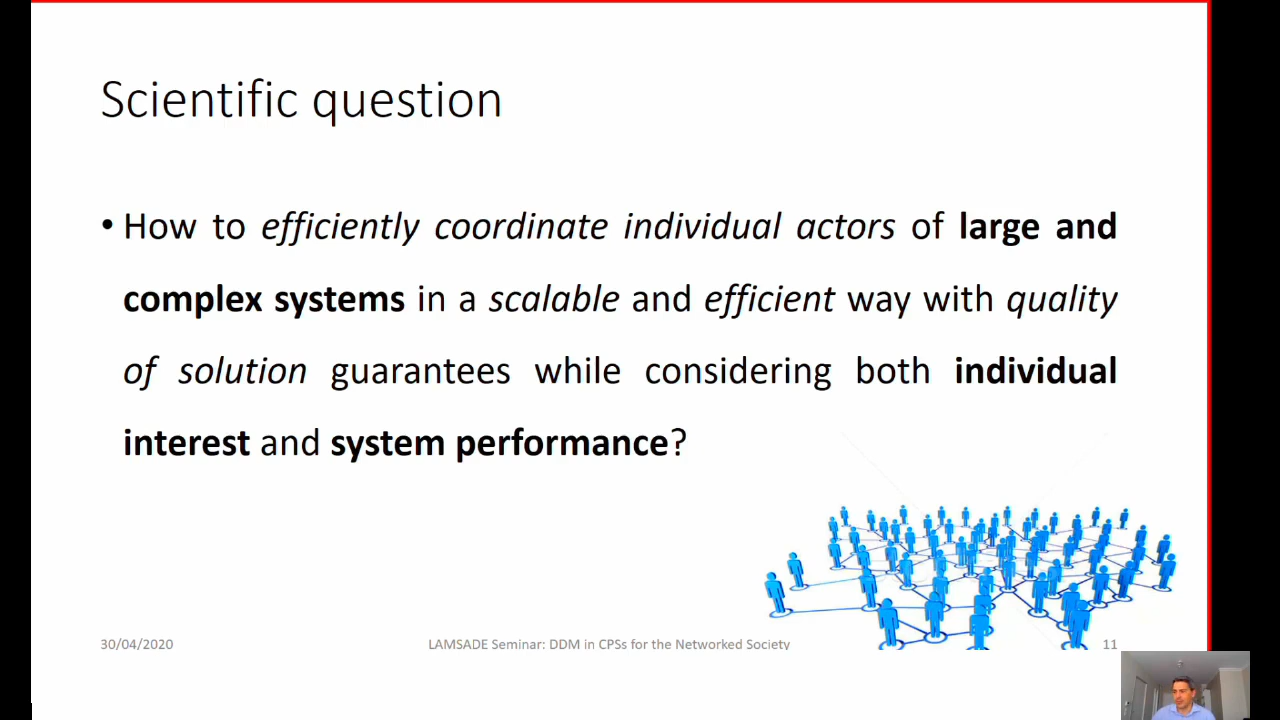 Scientific question
• How to efficiently coordinate individual actors of large and
complex systems in a scalable and efficient way with quality
of solution guarantees while considering both individual
interest and system performance?
30/04/2020
LAMSADE Seminar: DDM in CPSs for the Networked Society
11